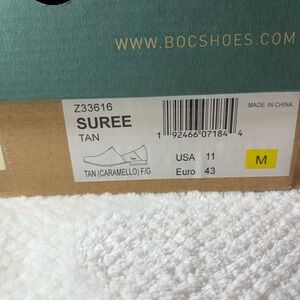 WWW.BOCSHOES.COM
Z33616
SUREE
TAN
MADE IN CHINA
1 92466 07184 4
TAN (CARAMELLO) F/G
USA 11
Euro 43
M